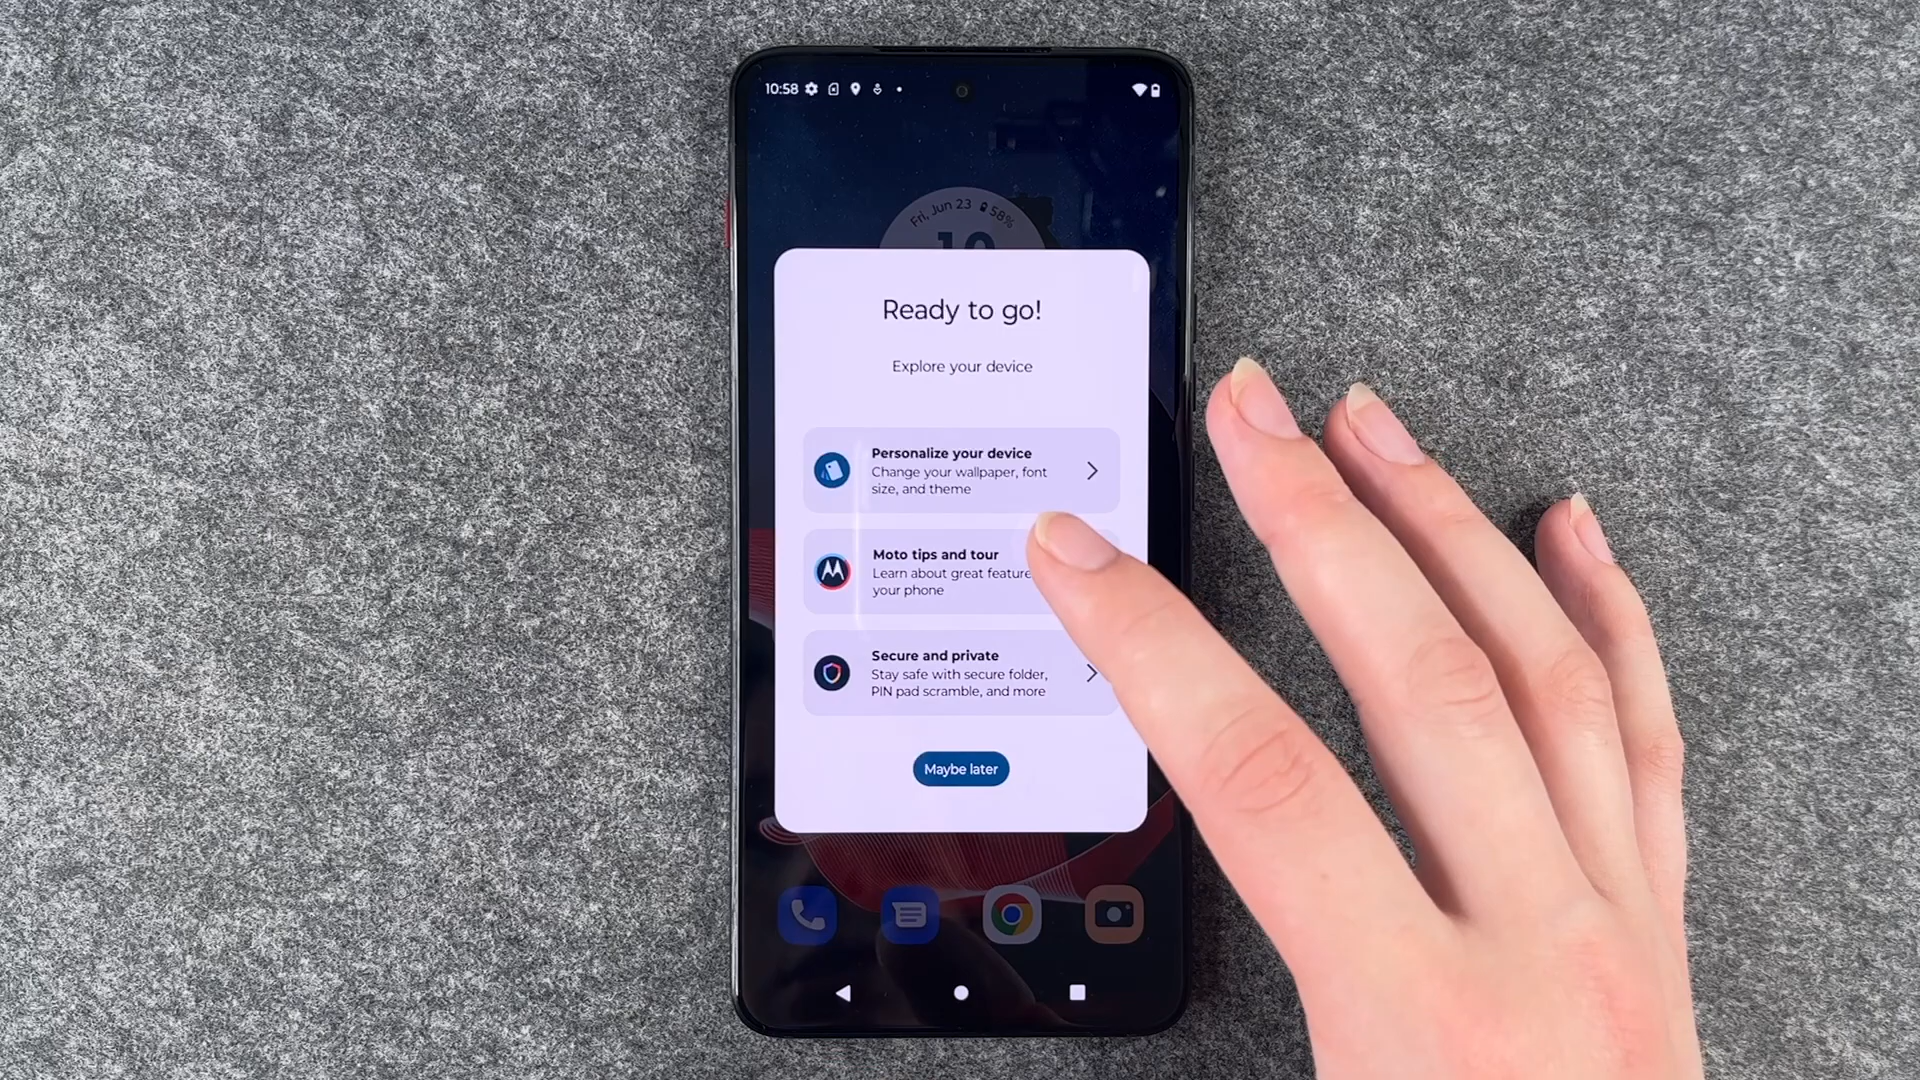 10:58
Fri, Jun 23 58%
10
Ready to go!
Explore your device
Personalize your device
Change your wallpaper, font
size, and theme
Moto tips and tour
Learn about great feature
your phone
Secure and private
Stay safe with secure folder,
PIN pad scramble, and more
Maybe later